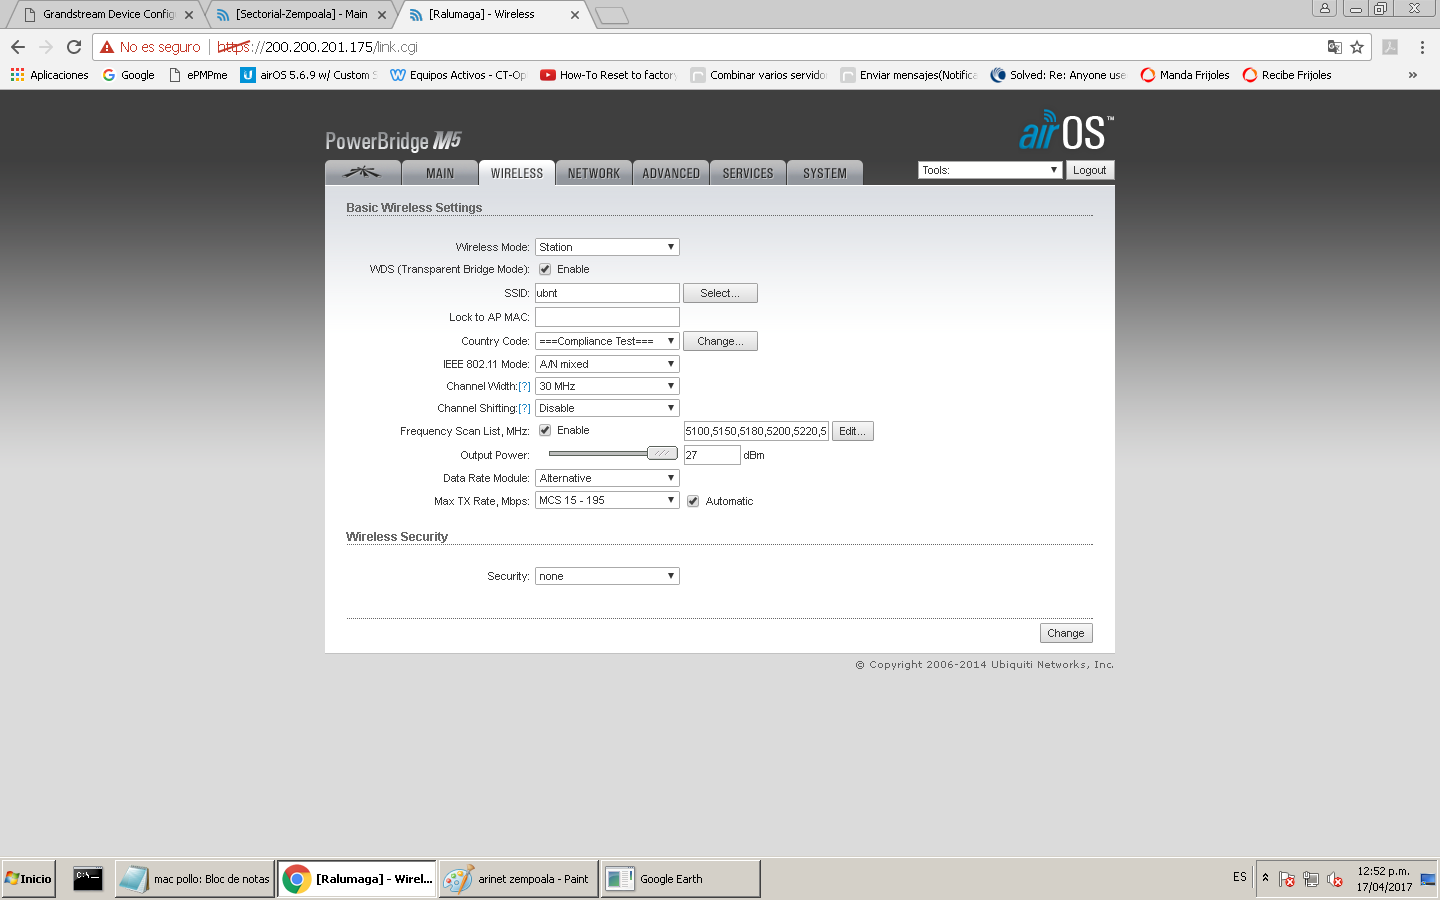 Grandstream Device Config
[Sectorial-Zempoala] - Main
[Ralumaga] - Wireless
No es seguro
https://200.200.201.175/link.cgi
Aplicaciones
Google
ePMPme
airOS 5.6.9 w/ Custom S
Equipos Activos - CT-Op
How-To Reset to factory
Combinar varios servido
Enviar mensajes(Notifica
Solved: Re: Anyone use
Manda Frijoles
Recibe Frijoles
»
PowerBridge M5
airOS™
MAIN
WIRELESS
NETWORK
ADVANCED
SERVICES
SYSTEM
Tools:
Logout
Basic Wireless Settings
Wireless Mode: Station
WDS (Transparent Bridge Mode): Enable
SSID: ubnt Select...
Lock to AP MAC:
Country Code: ===Compliance Test=== Change...
IEEE 802.11 Mode: A/N mixed
Channel Width:[?] 30 MHz
Channel Shifting:[?] Disable
Frequency Scan List, MHz: Enable 5100,5150,5180,5200,5220,5 Edit...
Output Power: 27 dBm
Data Rate Module: Alternative
Max TX Rate, Mbps: MCS 15 - 195 Automatic
Wireless Security
Security: none
Change
© Copyright 2006-2014 Ubiquiti Networks, Inc.
Inicio
C:\_
mac pollo: Bloc de notas
[Ralumaga] - Wirel...
arinet zempoala - Paint
Google Earth
ES
12:52 p.m.
17/04/2017